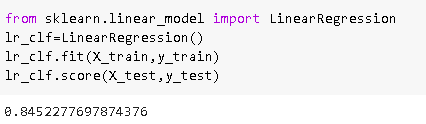 from sklearn.linear_model import LinearRegression
lr_clf=LinearRegression()
lr_clf.fit(X_train,y_train)
lr_clf.score(X_test,y_test)
0.8452277697874376